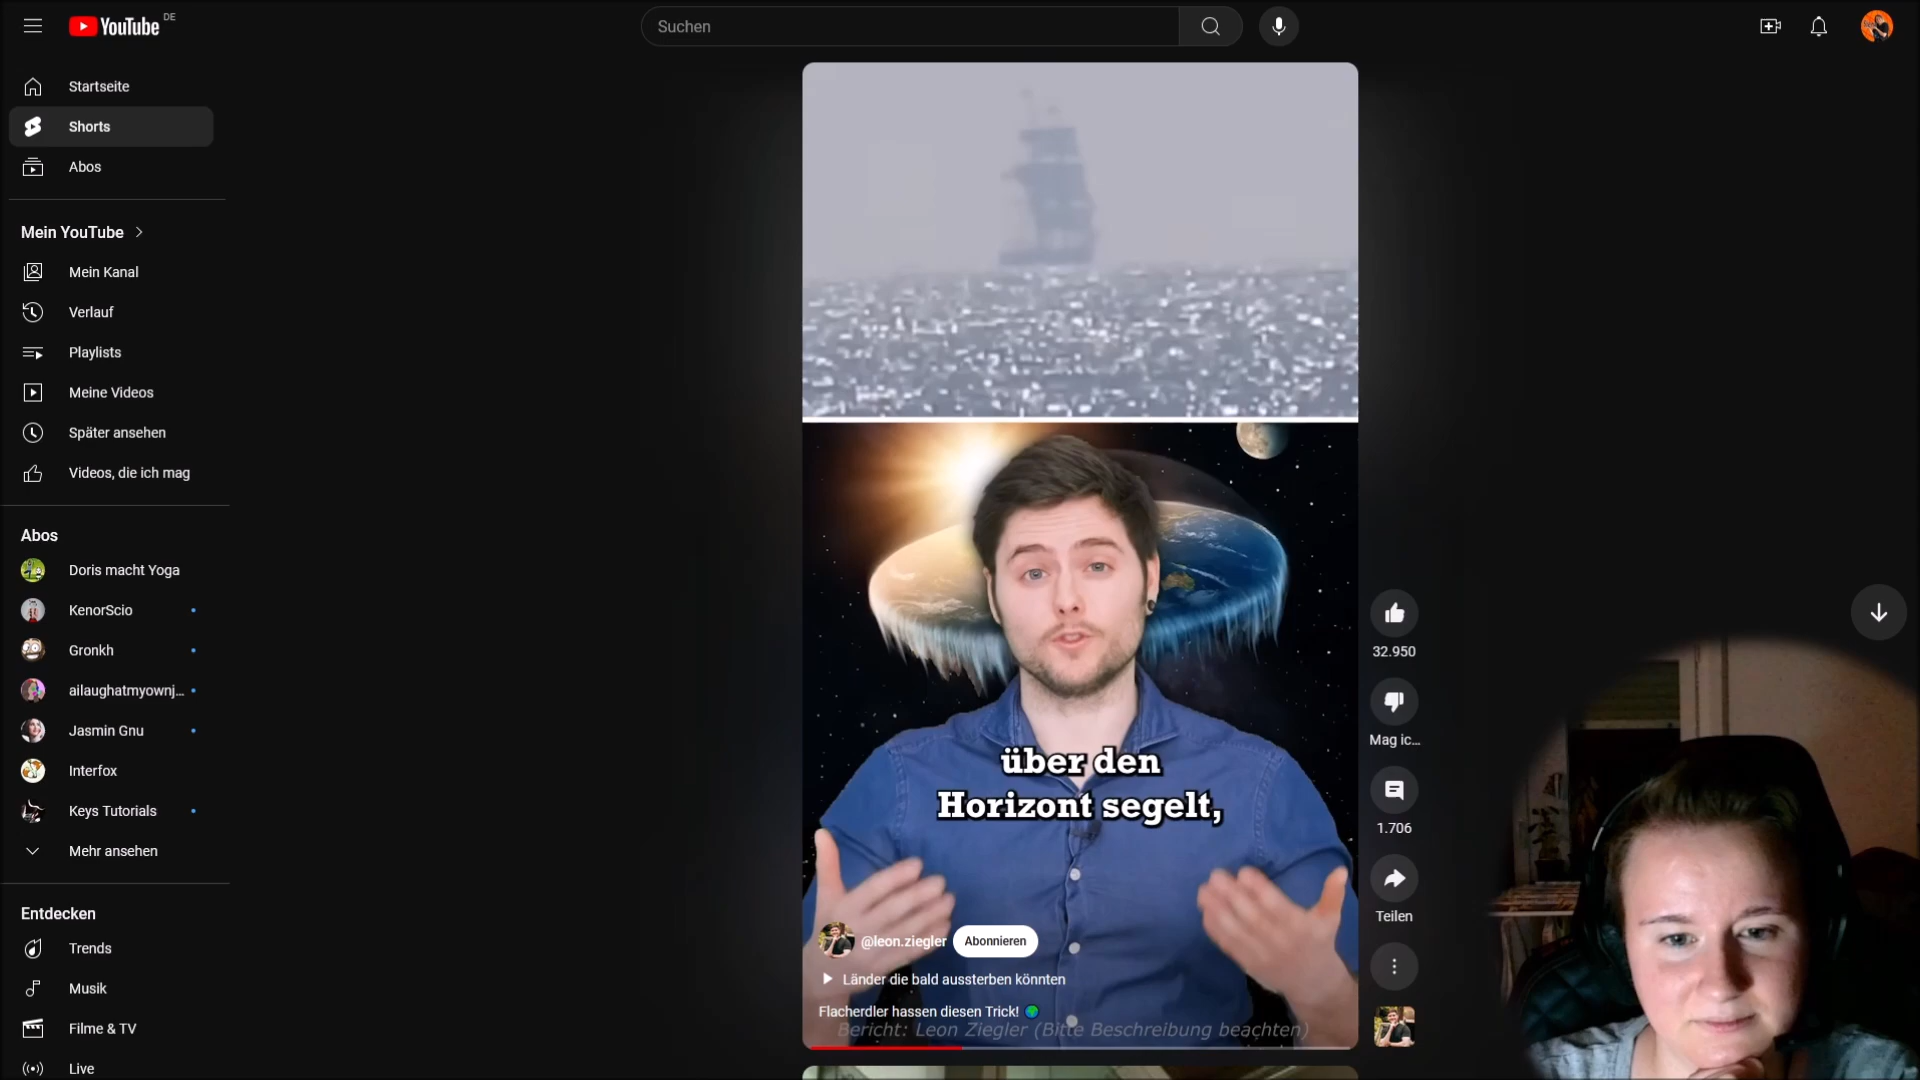 YouTube DE
Suchen
Startseite
Shorts
Abos
Mein YouTube
Mein Kanal
Verlauf
Playlists
Meine Videos
Später ansehen
Videos, die ich mag
Abos
Doris macht Yoga
KenorScio
Gronkh
ailaughatmyownj...
Jasmin Gnu
Interfox
Keys Tutorials
Mehr ansehen
Entdecken
Trends
Musik
Filme & TV
Live
über den
Horizont segelt,
@leon.ziegler Abonnieren
Länder die bald aussterben könnten
Flacherdler hassen diesen Trick!
Bericht: Leon Ziegler (Bitte Beschreibung beachten)
32.950
Mag ic...
1.706
Teilen